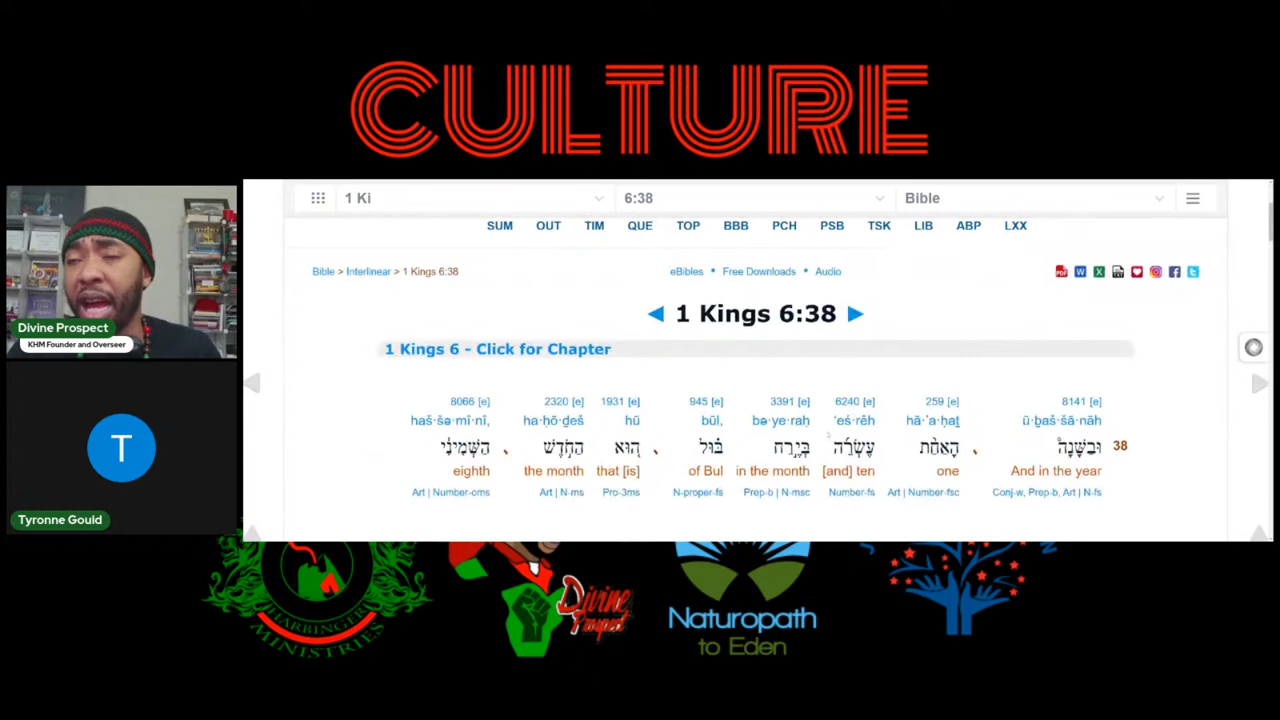 CULTURE
1 Ki 6:38 Bible
SUM OUT TIM QUE TOP BBB PCH PSB TSK LIB ABP LXX
Bible > Interlinear > 1 Kings 6:38
eBibles • Free Downloads • Audio
◄ 1 Kings 6:38 ►
1 Kings 6 - Click for Chapter
8066 [e] 2320 [e] 1931 [e] 945 [e] 3391 [e] 6240 [e] 259 [e] 8141 [e]
haš·šə·mî·nî, ha·ḥō·ḏeš hū būl, bə·ye·raḥ ‘eś·rêh hā·’a·ḥaṯ ū·ḇaš·šā·nāh
38 וּבַשָּׁנָה֩ הָאַחַ֨ת עֶשְׂרֵ֜ה בְּיֶ֣רַח בּ֗וּל ה֚וּא הַחֹ֣דֶשׁ הַשְּׁמִינִ֔י
eighth the month that [is] of Bul in the month [and] ten one And in the year
Art | Number-oms Art | N-ms Pro-3ms N-proper-fs Prep-b | N-msc Number-fs Art | Number-fsc Conj-w, Prep-b, Art | N-fs
Divine Prospect
KHM Founder and Overseer
T
Tyronne Gould
HARBINGER
MINISTRIES
Divine
Prospect
Naturopath
to Eden